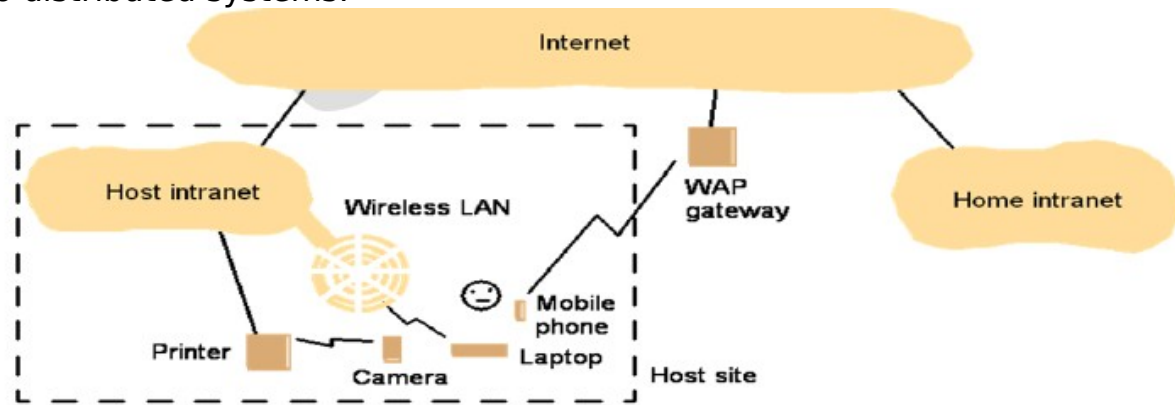 distributed systems.
Internet
Host intranet
Wireless LAN
WAP
gateway
Home intranet
Mobile
phone
Printer
Camera
Laptop
Host site